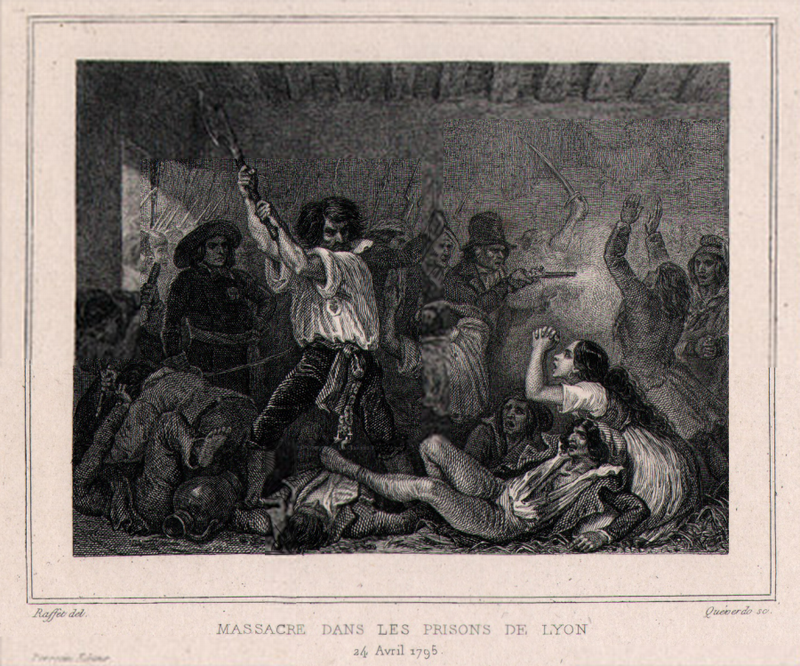 Raffet del.
Quéverdo sc.
MASSACRE DANS LES PRISONS DE LYON
24 Avril 1795.